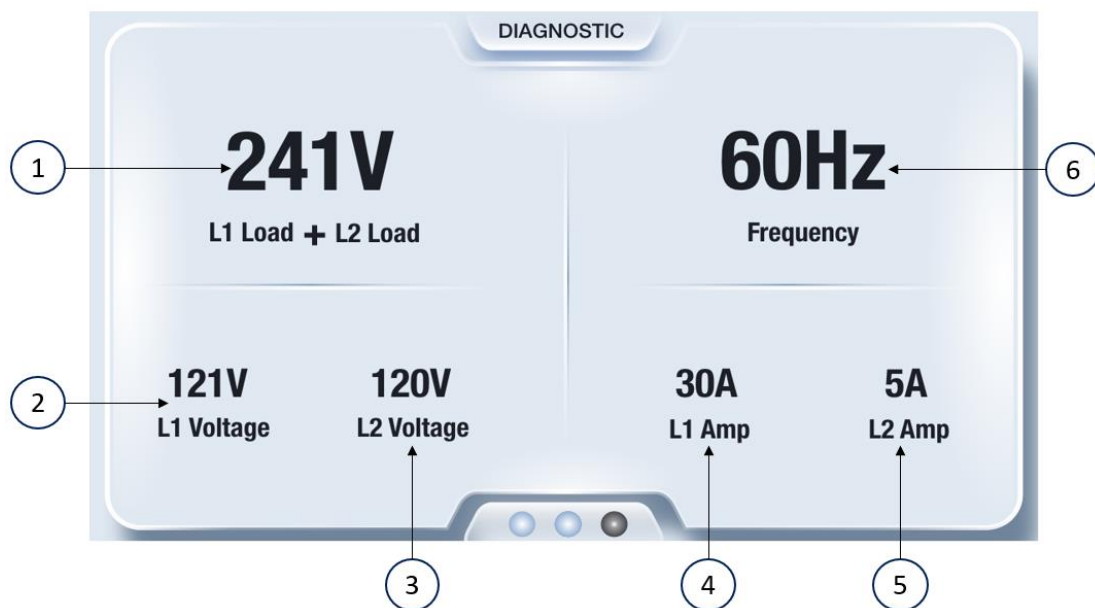 DIAGNOSTIC
1
241V
L1 Load + L2 Load
60Hz
6
Frequency
2
121V
L1 Voltage
120V
L2 Voltage
30A
L1 Amp
5A
L2 Amp
3
4
5